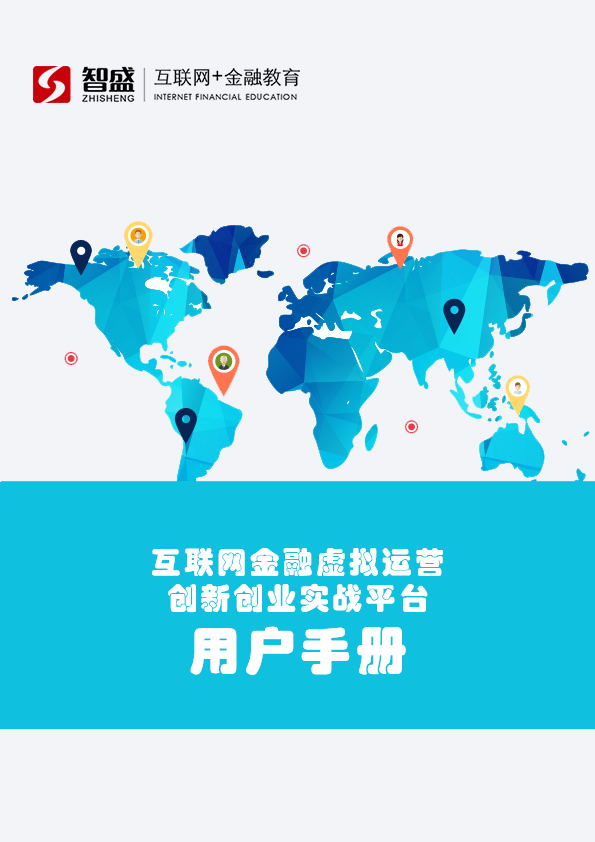 智盛
ZHISHENG
互联网+金融教育
INTERNET FINANCIAL EDUCATION
互联网金融虚拟运营
创新创业实战平台
用户手册